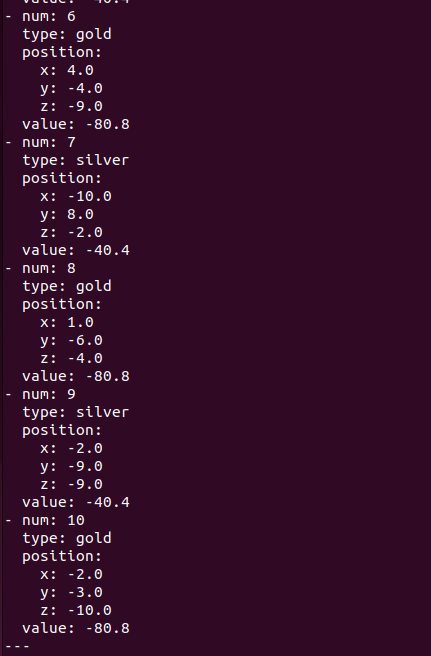 value: -40.4
- num: 6
  type: gold
  position:
    x: 4.0
    y: -4.0
    z: -9.0
  value: -80.8
- num: 7
  type: silver
  position:
    x: -10.0
    y: 8.0
    z: -2.0
  value: -40.4
- num: 8
  type: gold
  position:
    x: 1.0
    y: -6.0
    z: -4.0
  value: -80.8
- num: 9
  type: silver
  position:
    x: -2.0
    y: -9.0
    z: -9.0
  value: -40.4
- num: 10
  type: gold
  position:
    x: -2.0
    y: -3.0
    z: -10.0
  value: -80.8
---